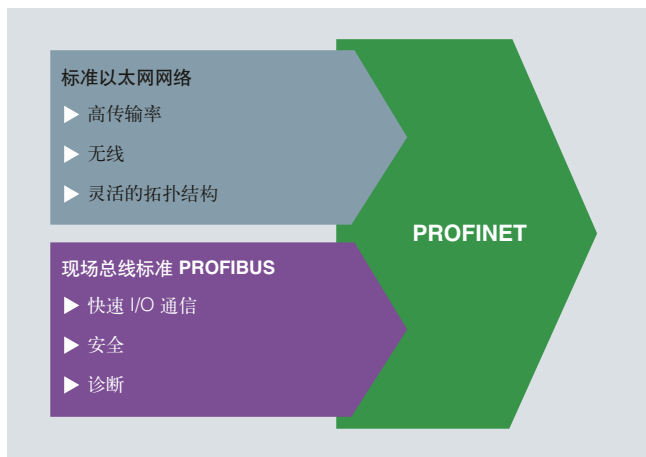 标准以太网网络
▶ 高传输率
▶ 无线
▶ 灵活的拓扑结构
PROFINET
现场总线标准 PROFIBUS
▶ 快速 I/O 通信
▶ 安全
▶ 诊断